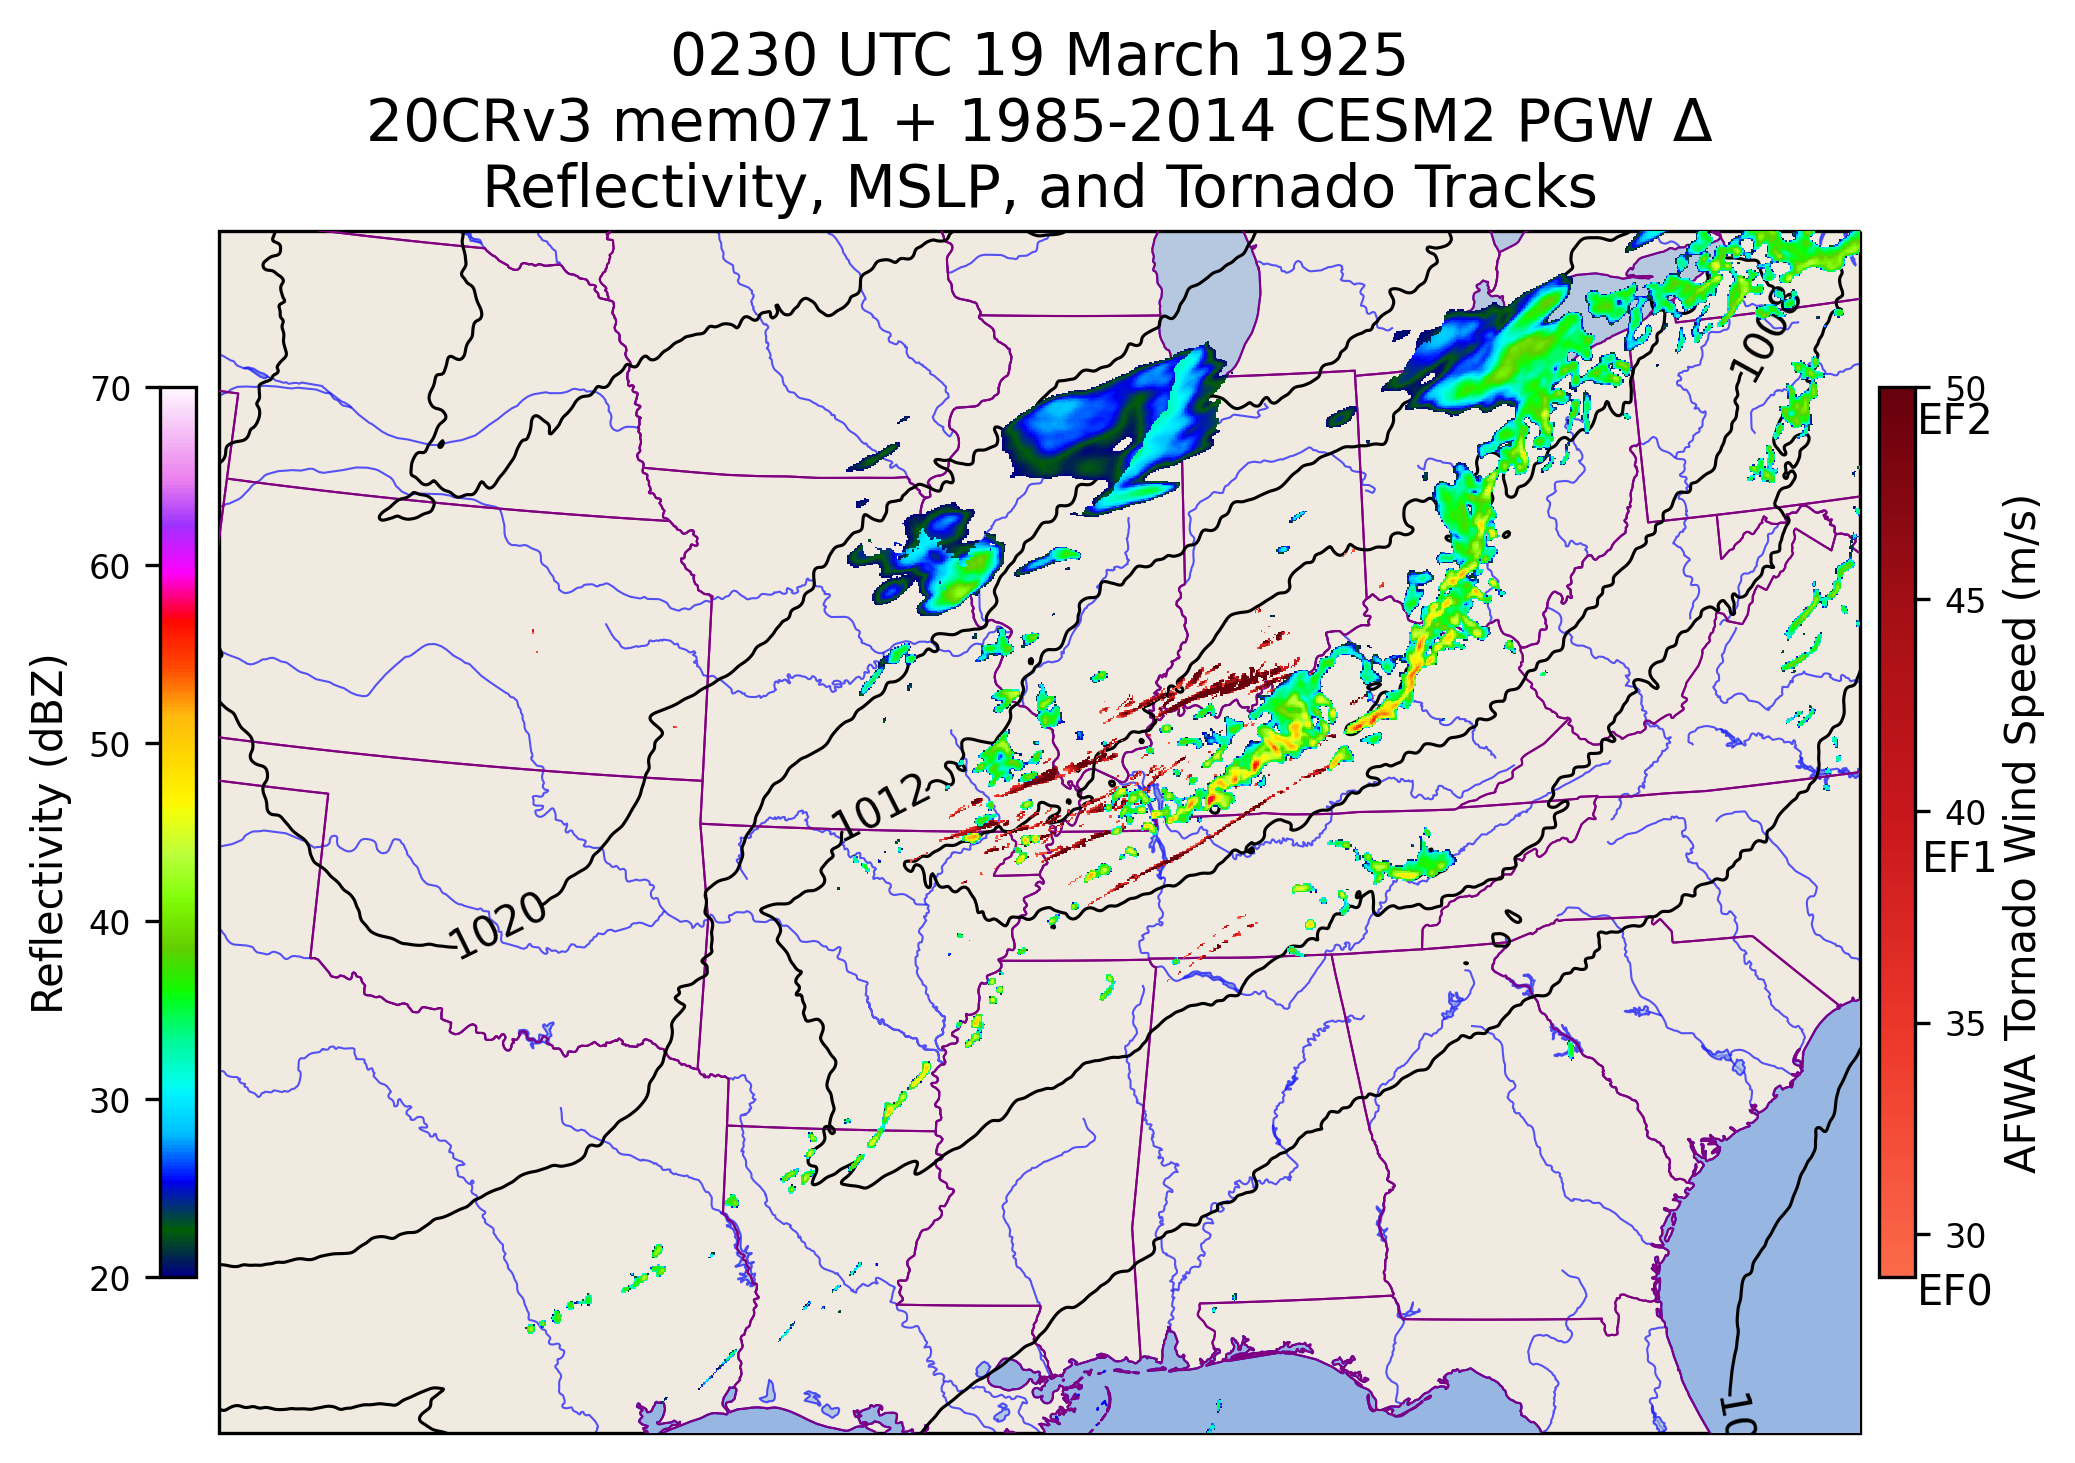 0230 UTC 19 March 1925
20CRv3 mem071 + 1985-2014 CESM2 PGW Δ
Reflectivity, MSLP, and Tornado Tracks
70
60
50
40
30
20
Reflectivity (dBZ)
1008
1012
1020
10
50
EF2
45
40
EF1
35
30
EF0
AFWA Tornado Wind Speed (m/s)